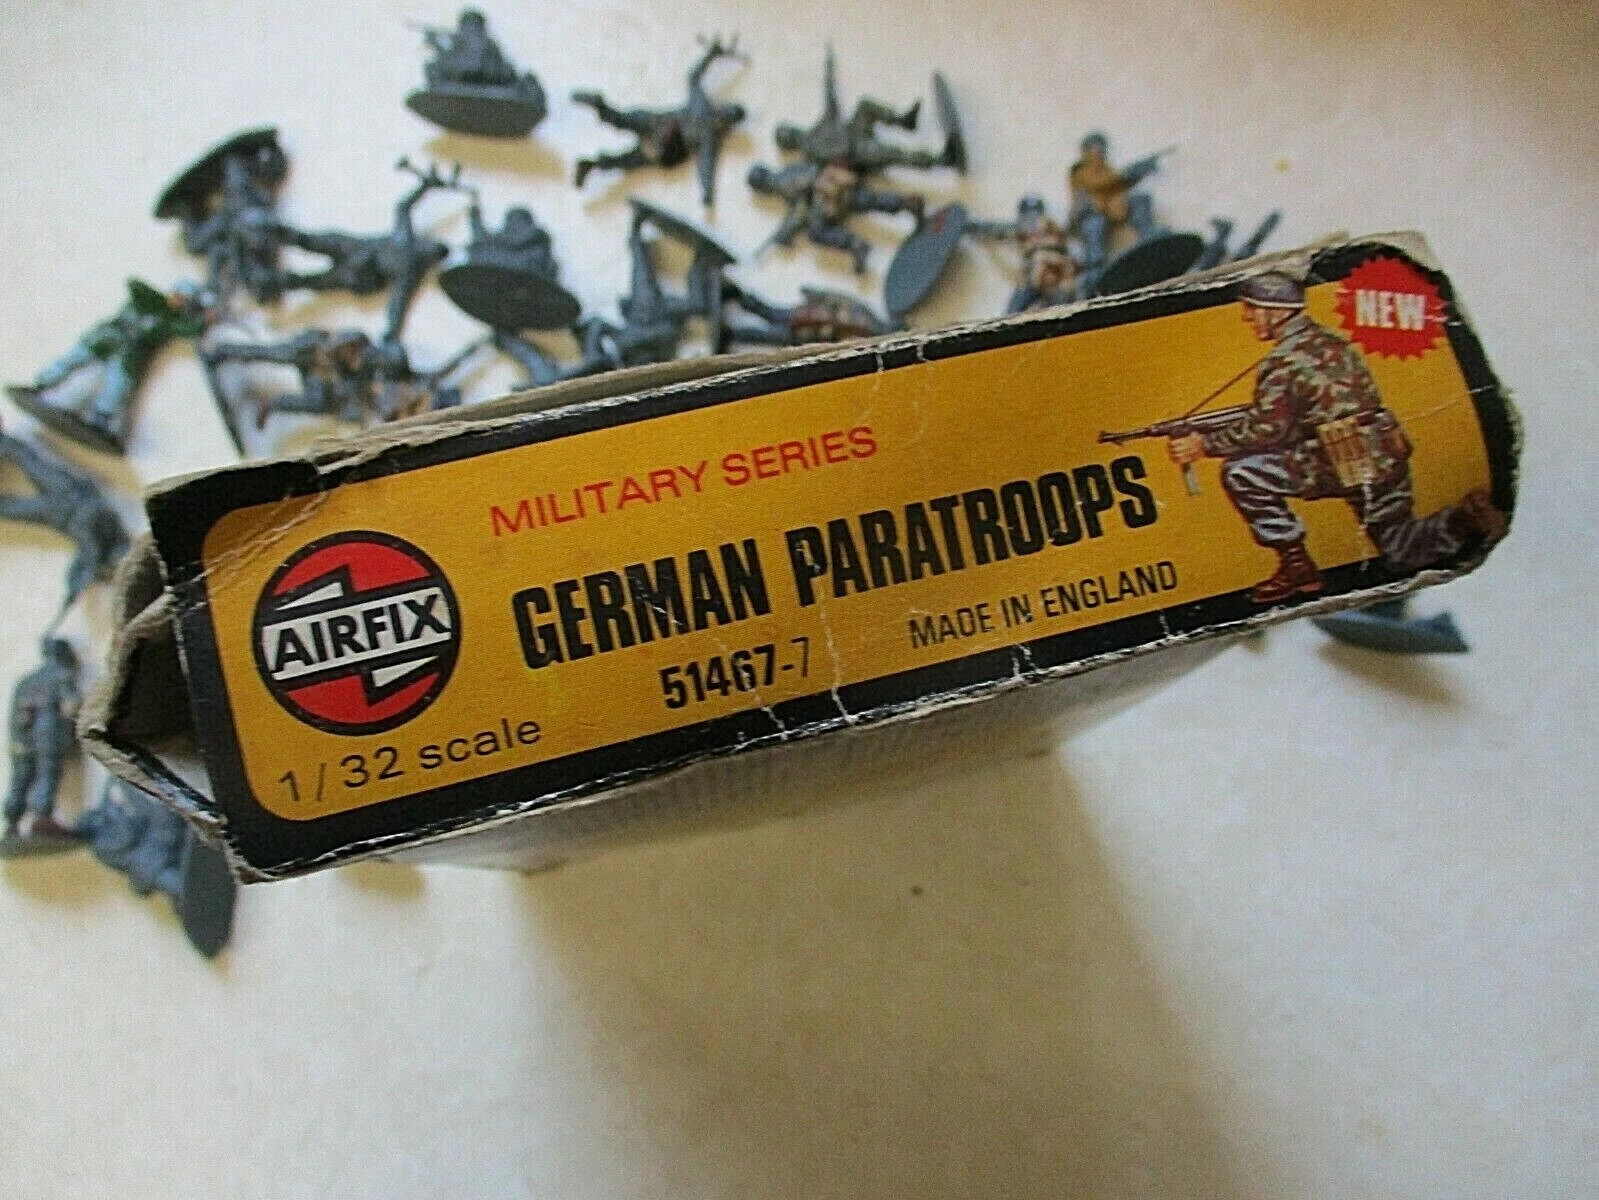 NEW
MILITARY SERIES
GERMAN PARATROOPS
AIRFIX
51467-7 MADE IN ENGLAND
1/32 scale